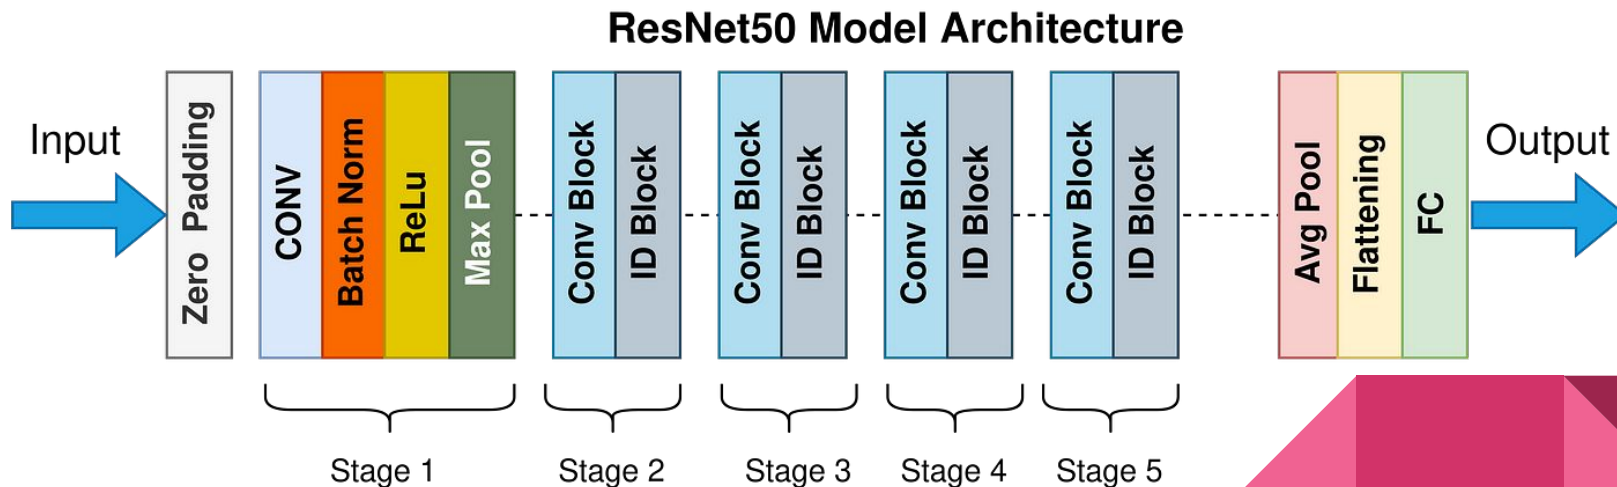 ResNet50 Model Architecture
Input
Zero Padding
CONV
Batch Norm
ReLu
Max Pool
Conv Block
ID Block
Conv Block
ID Block
Conv Block
ID Block
Conv Block
ID Block
Avg Pool
Flattening
FC
Output
Stage 1
Stage 2
Stage 3
Stage 4
Stage 5